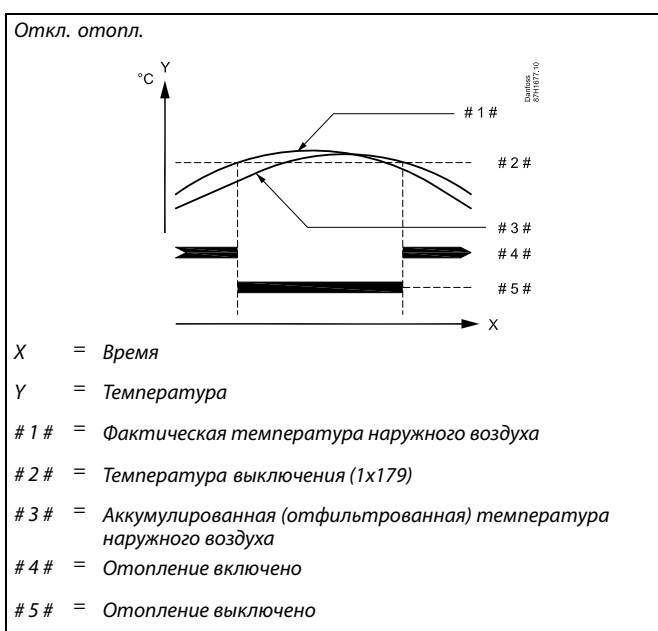 Откл. отопл.
Y
°C
Danfoss
87H1677.10
# 1 #
# 2 #
# 3 #
# 4 #
# 5 #
X
X = Время
Y = Температура
# 1 # = Фактическая температура наружного воздуха
# 2 # = Температура выключения (1x179)
# 3 # = Аккумулированная (отфильтрованная) температура
наружного воздуха
# 4 # = Отопление включено
# 5 # = Отопление выключено